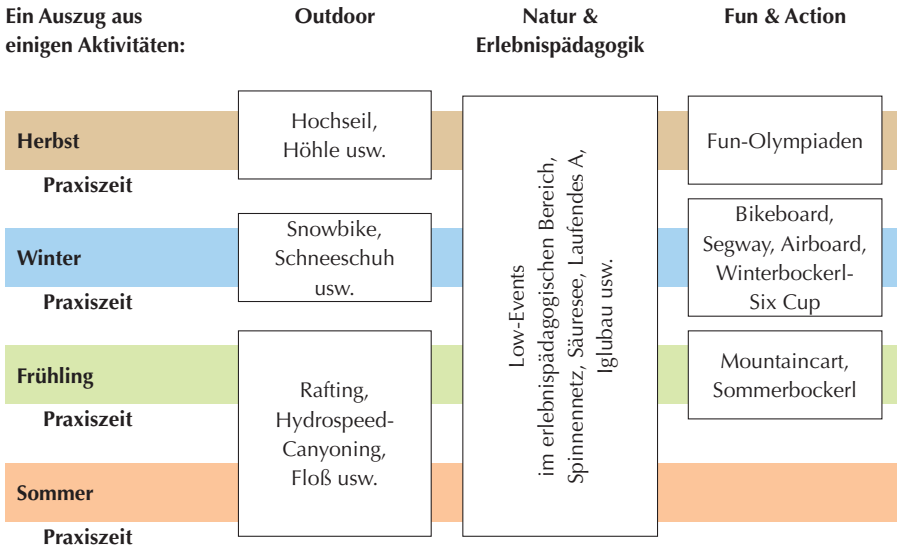 Ein Auszug aus
einigen Aktivitäten:
Outdoor
Natur &
Erlebnispädagogik
Fun & Action
Herbst
Praxiszeit
Hochseil,
Höhle usw.
Fun-Olympiaden
Winter
Praxiszeit
Snowbike,
Schneeschuh
usw.
Bikeboard,
Segway, Airboard,
Winterbockerl-
Six Cup
Low-Events
im erlebnispädagogischen Bereich,
Spinnennetz, Säuresee, Laufendes A,
Iglubau usw.
Frühling
Praxiszeit
Rafting,
Hydrospeed-
Canyoning,
Floß usw.
Mountaincart,
Sommerbockerl
Sommer
Praxiszeit